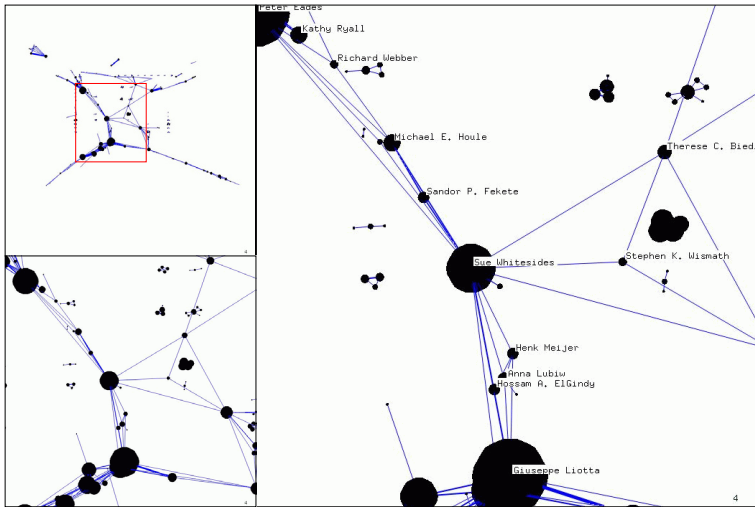 Peter Eades
Kathy Ryall
Richard Webber
Michael E. Houle
Therese C. Bied
Sandor P. Fekete
Sue Whitesides
Stephen K. Wismath
Henk Meijer
Anna Lubiw
Hossam A. ElGindy
Giuseppe Liotta
4
4
4